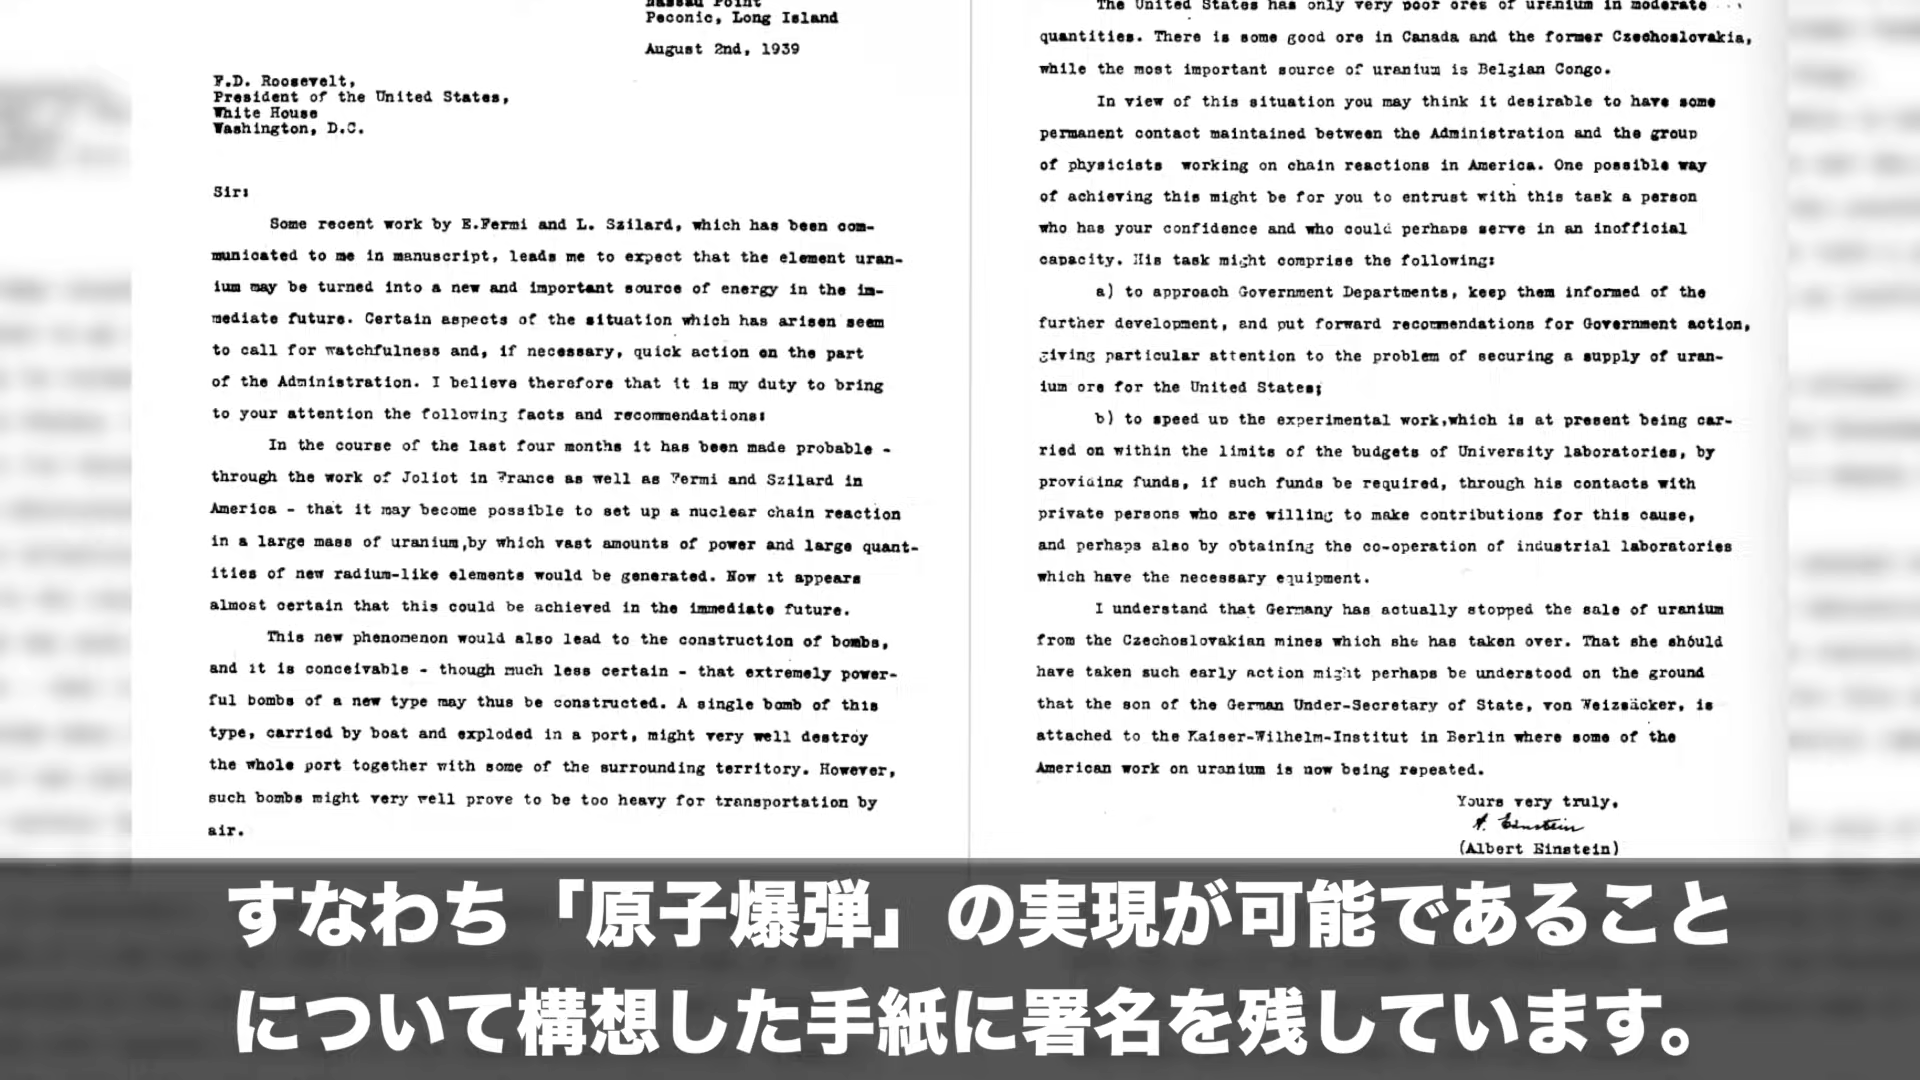 Nassau Point
Peconic, Long Island
August 2nd, 1939
F.D. Roosevelt,
President of the United States,
White House
Washington, D.C.
Sir:
Some recent work by E.Fermi and L. Szilard, which has been com-
municated to me in manuscript, leads me to expect that the element uran-
ium may be turned into a new and important source of energy in the im-
mediate future. Certain aspects of the situation which has arisen seem
to call for watchfulness and, if necessary, quick action on the part
of the Administration. I believe therefore that it is my duty to bring
to your attention the following facts and recommendations:
In the course of the last four months it has been made probable -
through the work of Joliot in France as well as Fermi and Szilard in
America - that it may become possible to set up a nuclear chain reaction
in a large mass of uranium,by which vast amounts of power and large quant-
ities of new radium-like elements would be generated. Now it appears
almost certain that this could be achieved in the immediate future.
This new phenomenon would also lead to the construction of bombs,
and it is conceivable - though much less certain - that extremely power-
ful bombs of a new type may thus be constructed. A single bomb of this
type, carried by boat and exploded in a port, might very well destroy
the whole port together with some of the surrounding territory. However,
such bombs might very well prove to be too heavy for transportation by
air.
The United States has only very poor ores of uranium in moderate
quantities. There is some good ore in Canada and the former Czechoslovakia,
while the most important source of uranium is Belgian Congo.
In view of this situation you may think it desirable to have some
permanent contact maintained between the Administration and the group
of physicists working on chain reactions in America. One possible way
of achieving this might be for you to entrust with this task a person
who has your confidence and who could perhaps serve in an inofficial
capacity. His task might comprise the following:
a) to approach Government Departments, keep them informed of the
further development, and put forward recommendations for Government action,
giving particular attention to the problem of securing a supply of uran-
ium ore for the United States;
b) to speed up the experimental work,which is at present being car-
ried on within the limits of the budgets of University laboratories, by
providing funds, if such funds be required, through his contacts with
private persons who are willing to make contributions for this cause,
and perhaps also by obtaining the co-operation of industrial laboratories
which have the necessary equipment.
I understand that Germany has actually stopped the sale of uranium
from the Czechoslovakian mines which she has taken over. That she should
have taken such early action might perhaps be understood on the ground
that the son of the German Under-Secretary of State, von Weizsäcker, is
attached to the Kaiser-Wilhelm-Institut in Berlin where some of the
American work on uranium is now being repeated.
Yours very truly,
A. Einstein
(Albert Einstein)
すなわち「原子爆弾」の実現が可能であること
について構想した手紙に署名を残しています。